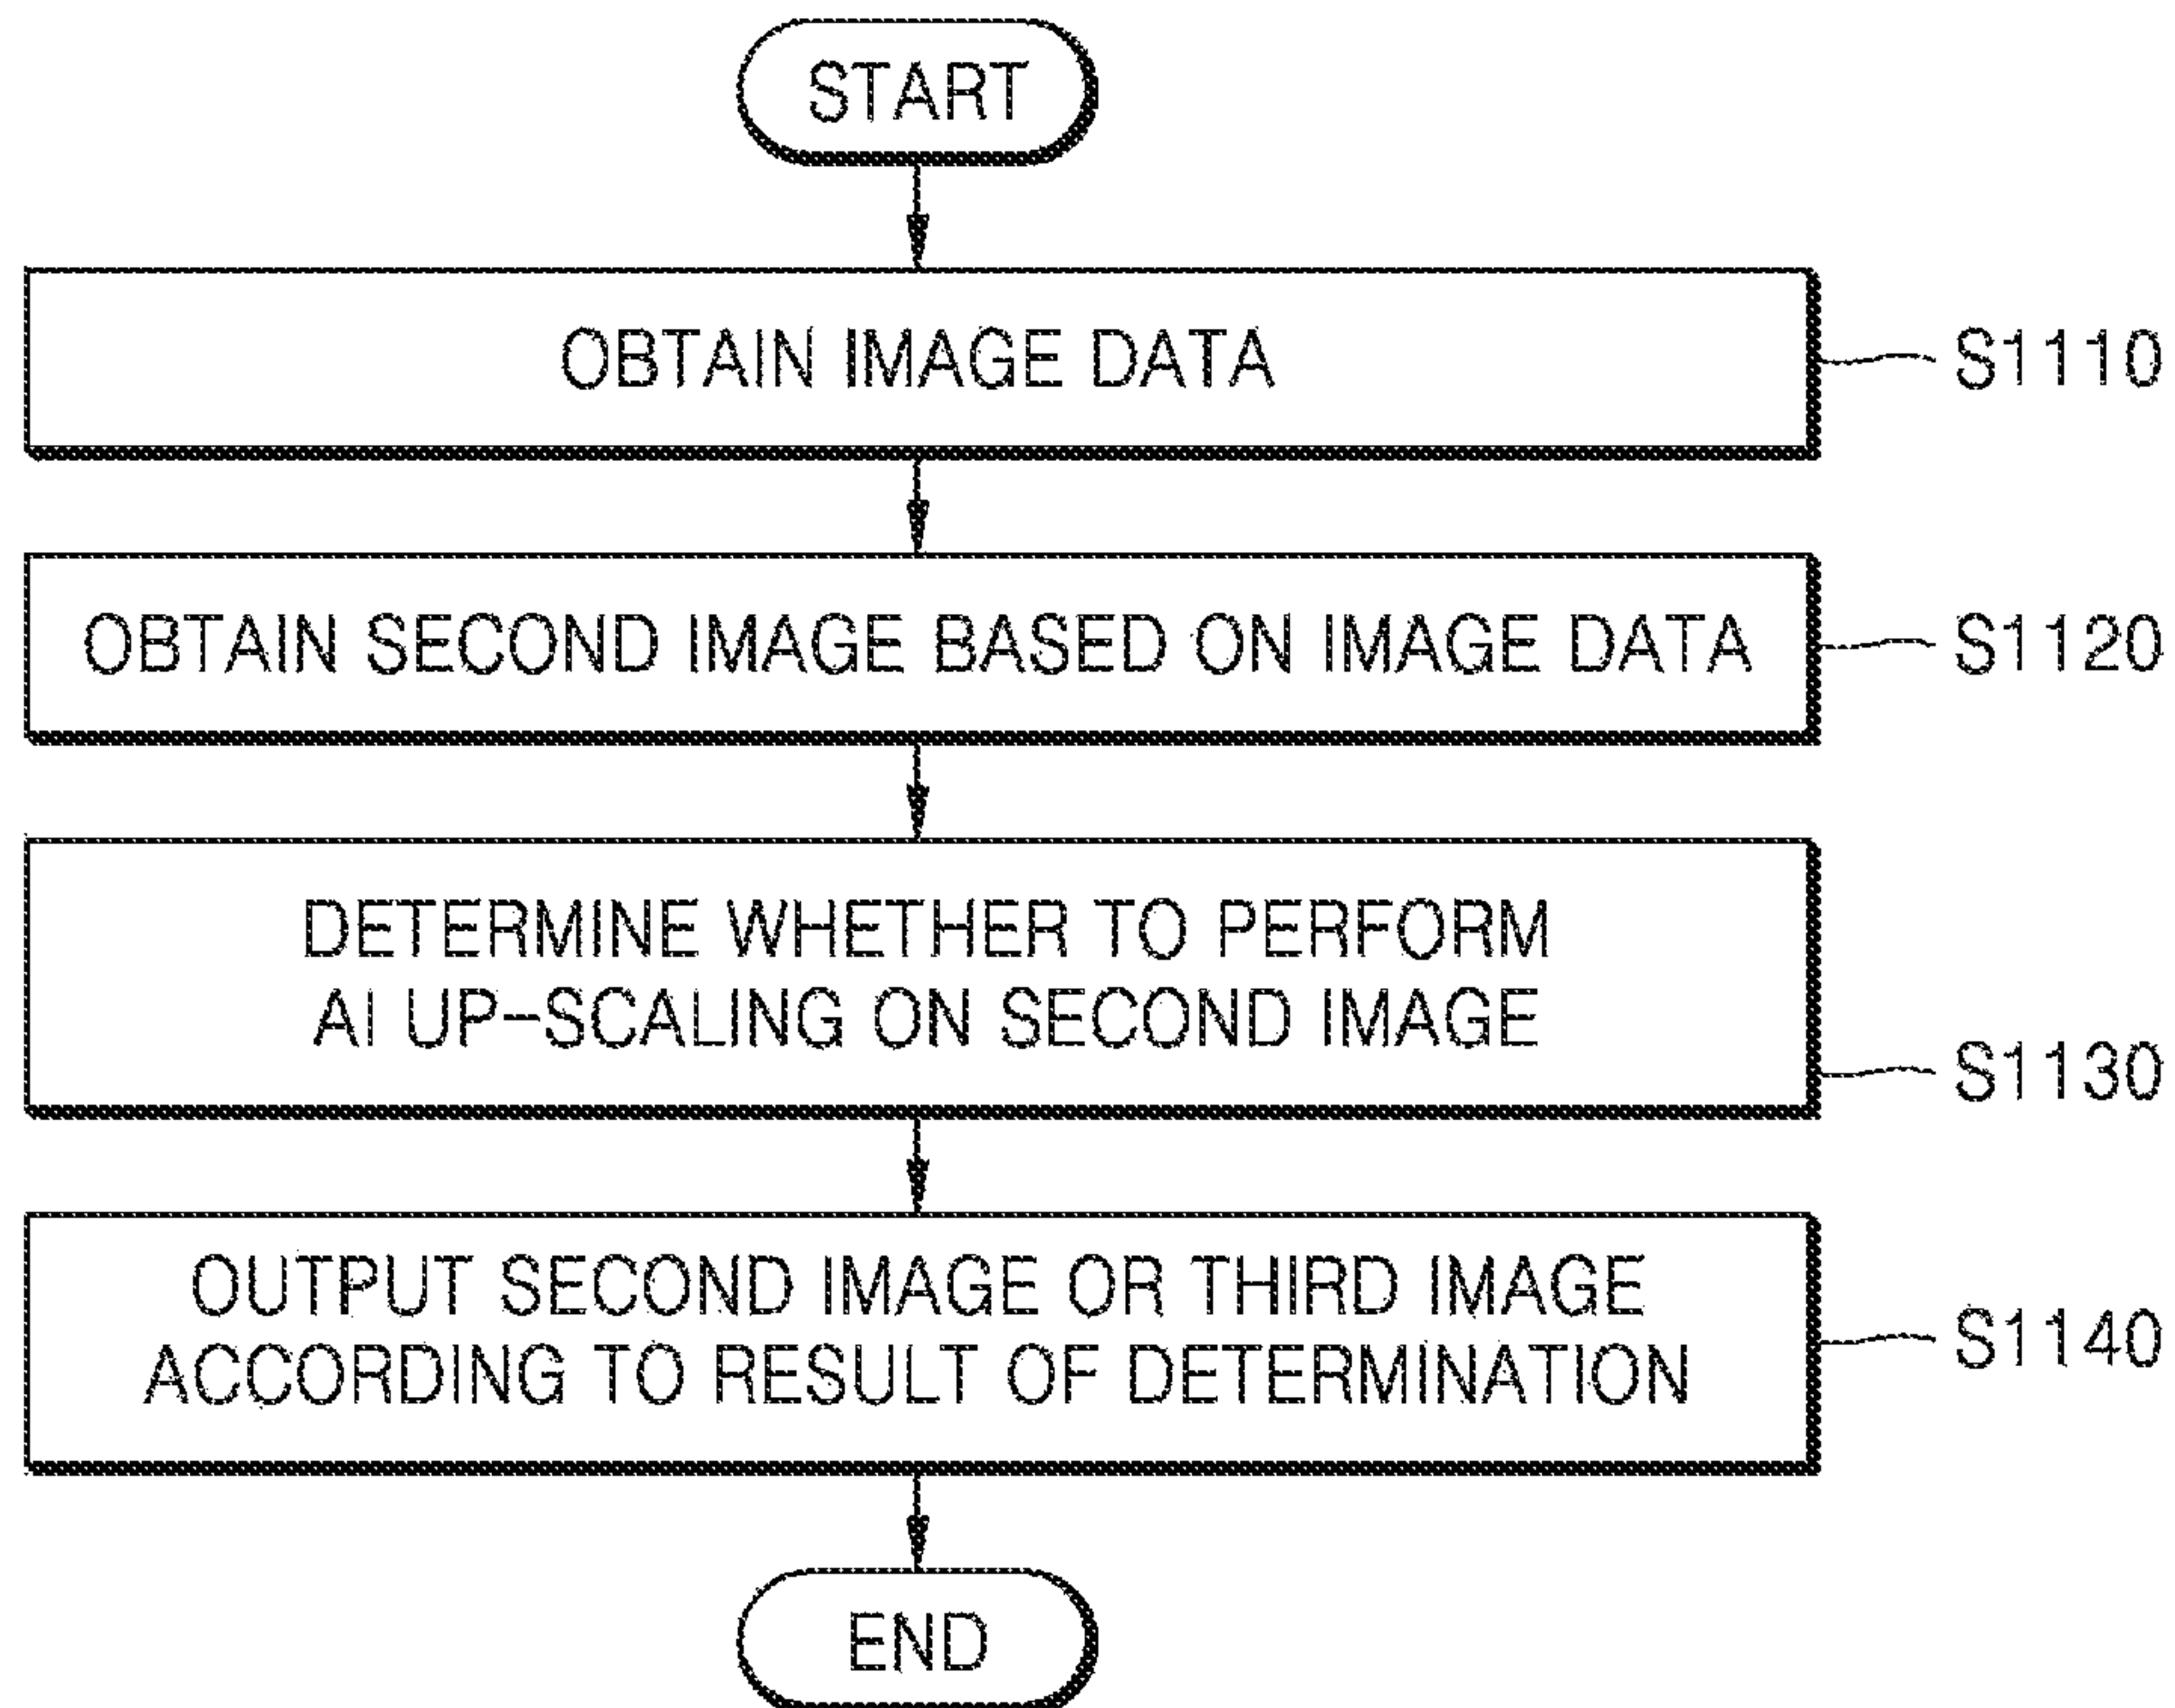 START
OBTAIN IMAGE DATA
S1110
OBTAIN SECOND IMAGE BASED ON IMAGE DATA
S1120
DETERMINE WHETHER TO PERFORM
AI UP-SCALING ON SECOND IMAGE
S1130
OUTPUT SECOND IMAGE OR THIRD IMAGE
ACCORDING TO RESULT OF DETERMINATION
S1140
END